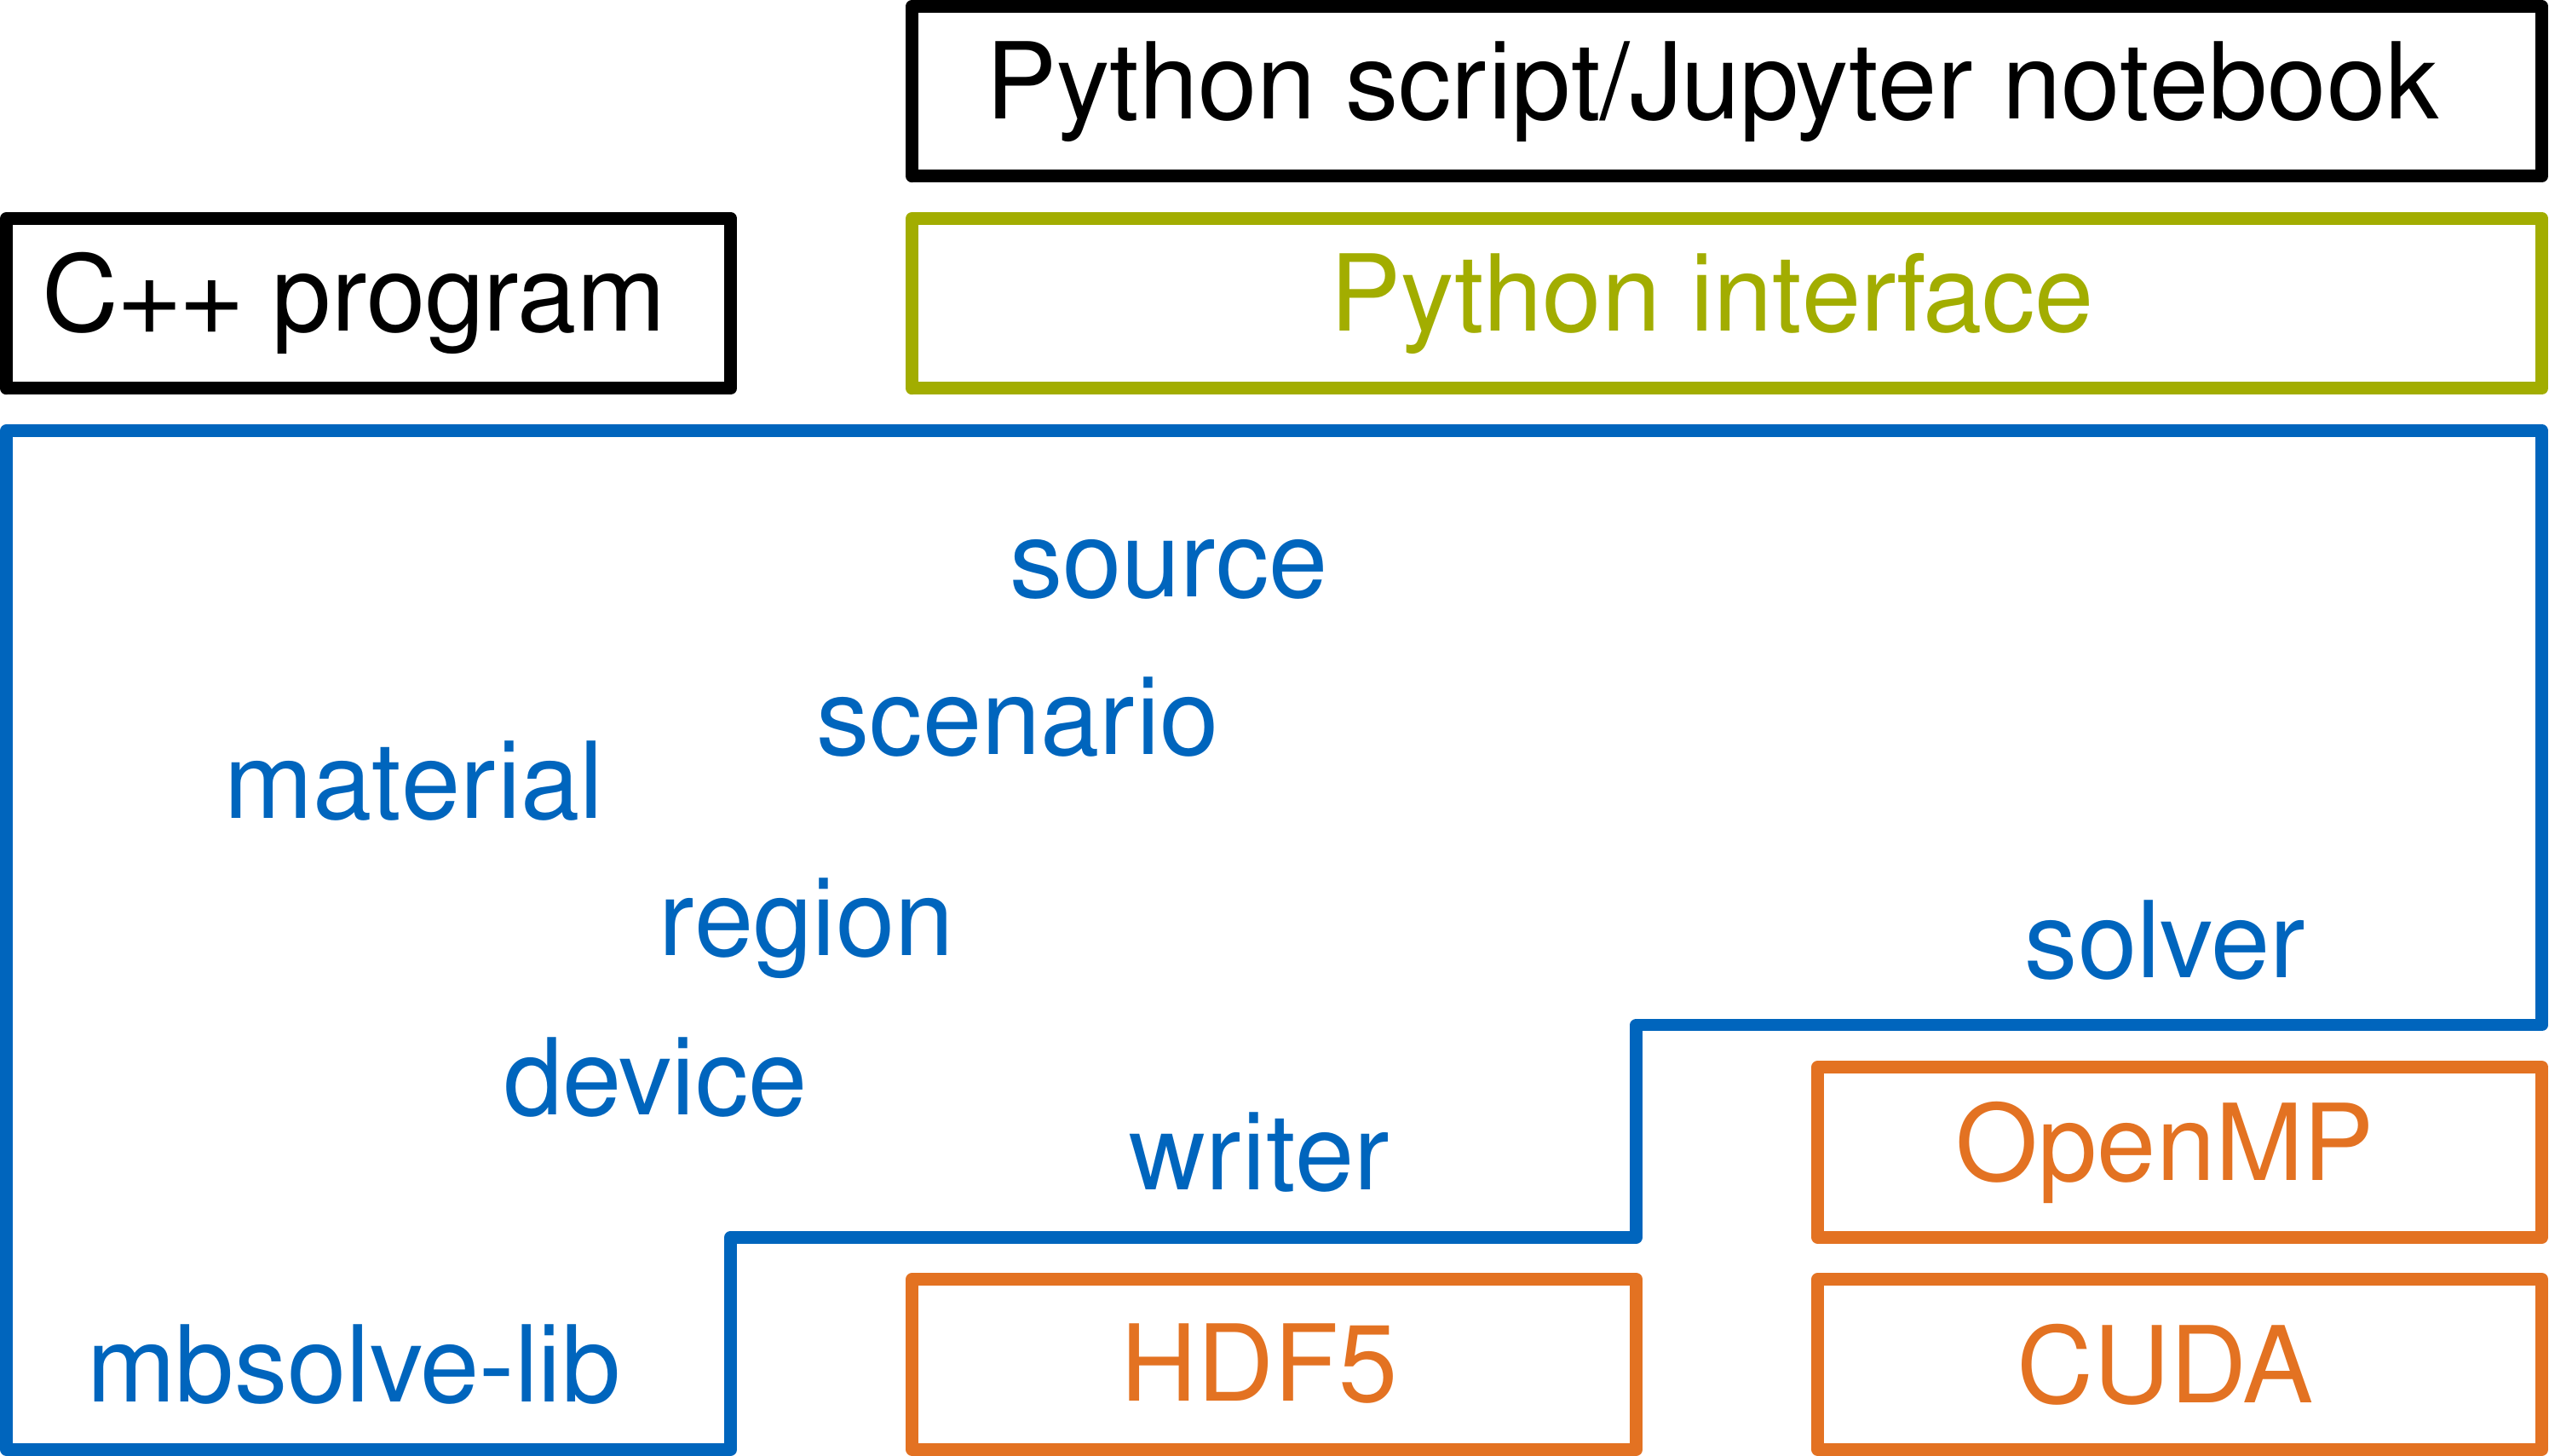 Python script/Jupyter notebook
C++ program
Python interface
source
scenario
material
region
solver
device
writer
OpenMP
mbsolve-lib
HDF5
CUDA